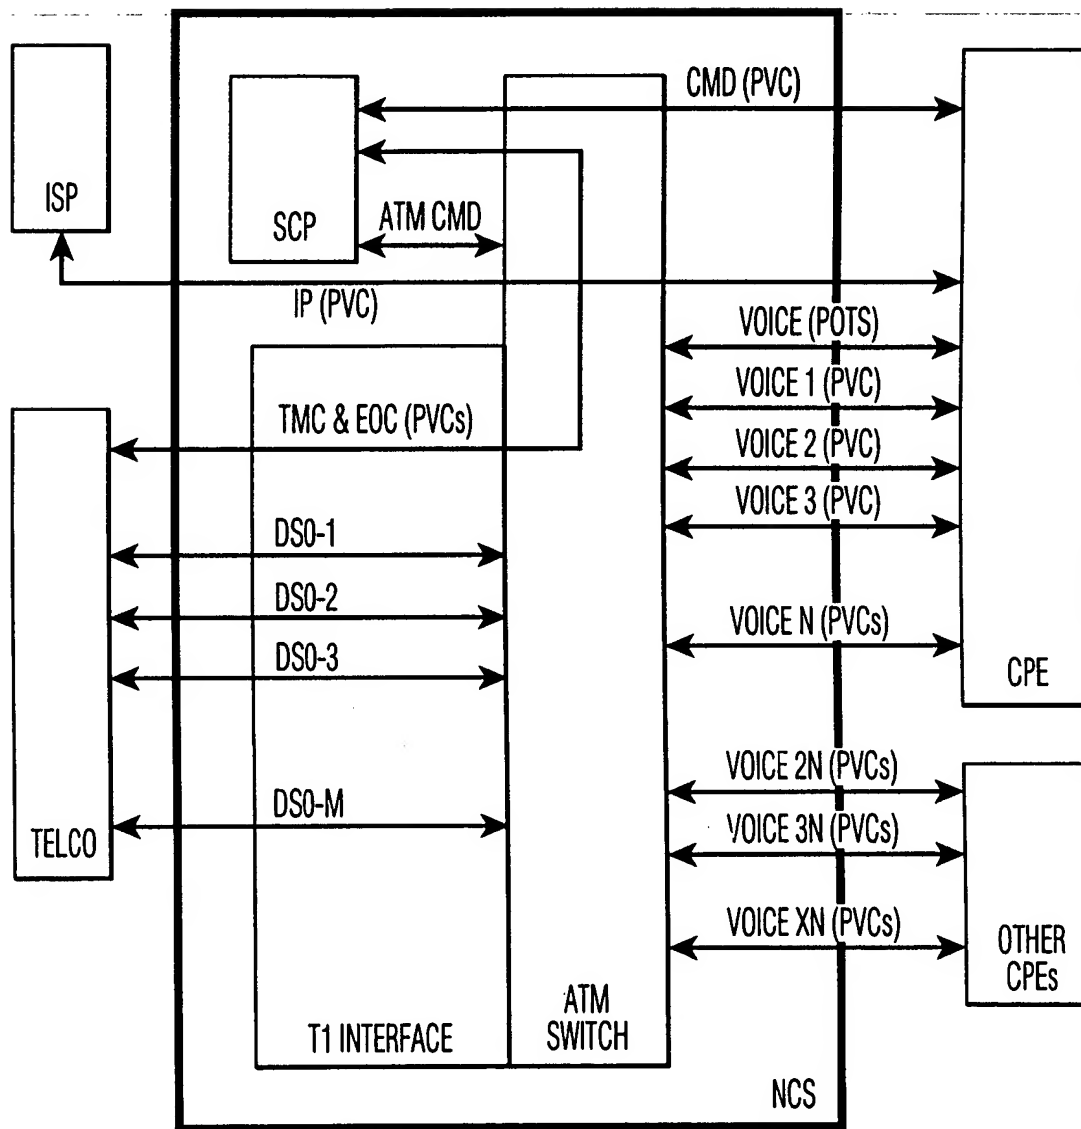 CMD (PVC)
ISP
SCP
ATM CMD
IP (PVC)
VOICE (POTS)
VOICE 1 (PVC)
TMC & EOC (PVCs)
VOICE 2 (PVC)
VOICE 3 (PVC)
DS0-1
DS0-2
VOICE N (PVCs)
DS0-3
CPE
VOICE 2N (PVCs)
DS0-M
VOICE 3N (PVCs)
TELCO
VOICE XN (PVCs)
OTHER
CPEs
ATM
SWITCH
T1 INTERFACE
NCS